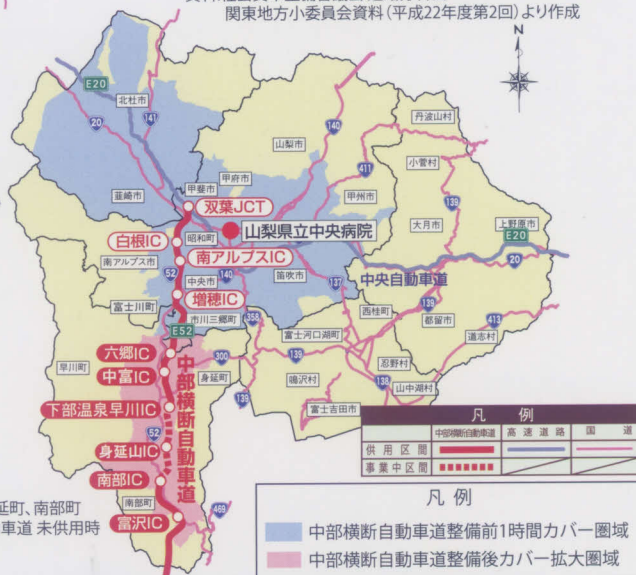 関東地方小委員会資料(平成22年度第2回)より作成
N
E20
北杜市
20
141
140
丹波山村
山梨市
411
小菅村
甲府市
韮崎市
甲斐市
甲州市
139
双葉JCT
大月市
上野原市
昭和町
山梨県立中央病院
E20
白根IC
20
南アルプスIC
南アルプス市
中央市
52
140
笛吹市
137
中央自動車道
増穂IC
富士川町
西桂町
139
市川三郷町
358
都留市
413
E52
富士河口湖町
道志村
六郷IC
300
139
忍野村
早川町
中富IC
身延町
鳴沢村
138
山中湖村
139
下部温泉早川IC
富士吉田市
52
中部横断自動車道
身延山IC
南部IC
南部町
富沢IC
469
延町、南部町
車道 未供用時
凡 例
中部横断自動車道 高速道路 国道
供用区間
事業中区間
凡 例
中部横断自動車道整備前1時間カバー圏域
中部横断自動車道整備後カバー拡大圏域